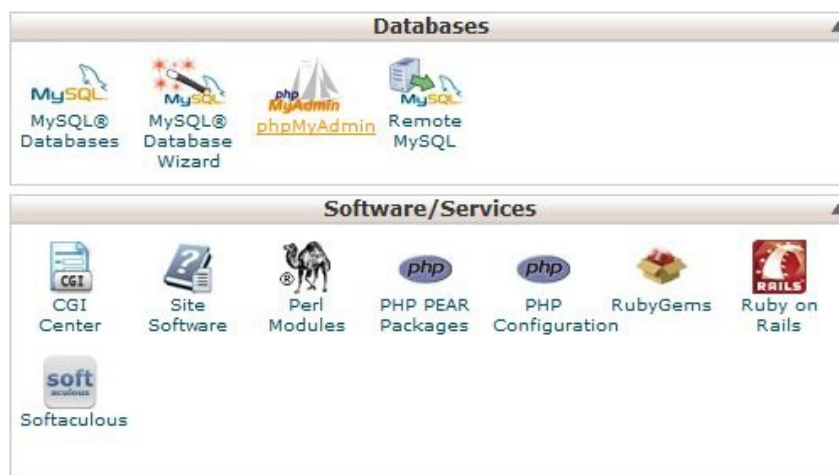 Databases
MySQL
MySQL®
Databases
MySQL
MySQL®
Database
Wizard
php
MyAdmin
phpMyAdmin
MySQL
Remote
MySQL
Software/Services
CGI
CGI
Center
Site
Software
®
Perl
Modules
php
PHP PEAR
Packages
php
PHP
Configuration
RubyGems
RAILS
Ruby on
Rails
soft
aculous
Softaculous